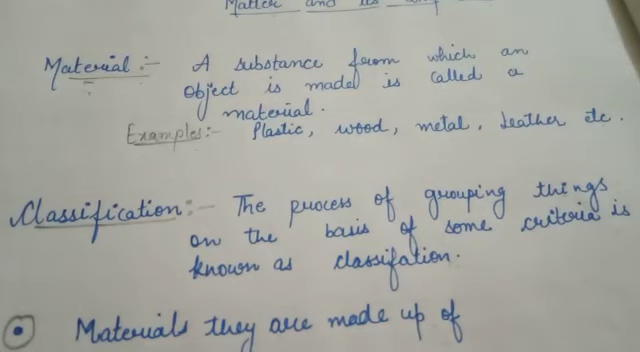 Matter and its
Material :- A substance from which an
object is made is called a
material.
Examples:- Plastic, wood, metal, Leather etc.
Classification:- The process of grouping things
on the basis of some criteria is
known as classifation.
Materials they are made up of